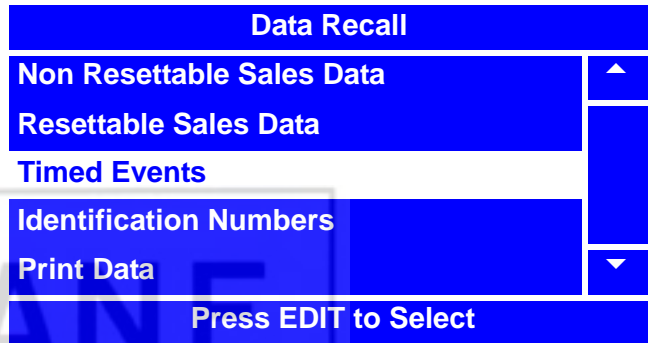 Data Recall
Non Resettable Sales Data
Resettable Sales Data
Timed Events
Identification Numbers
Print Data
Press EDIT to Select